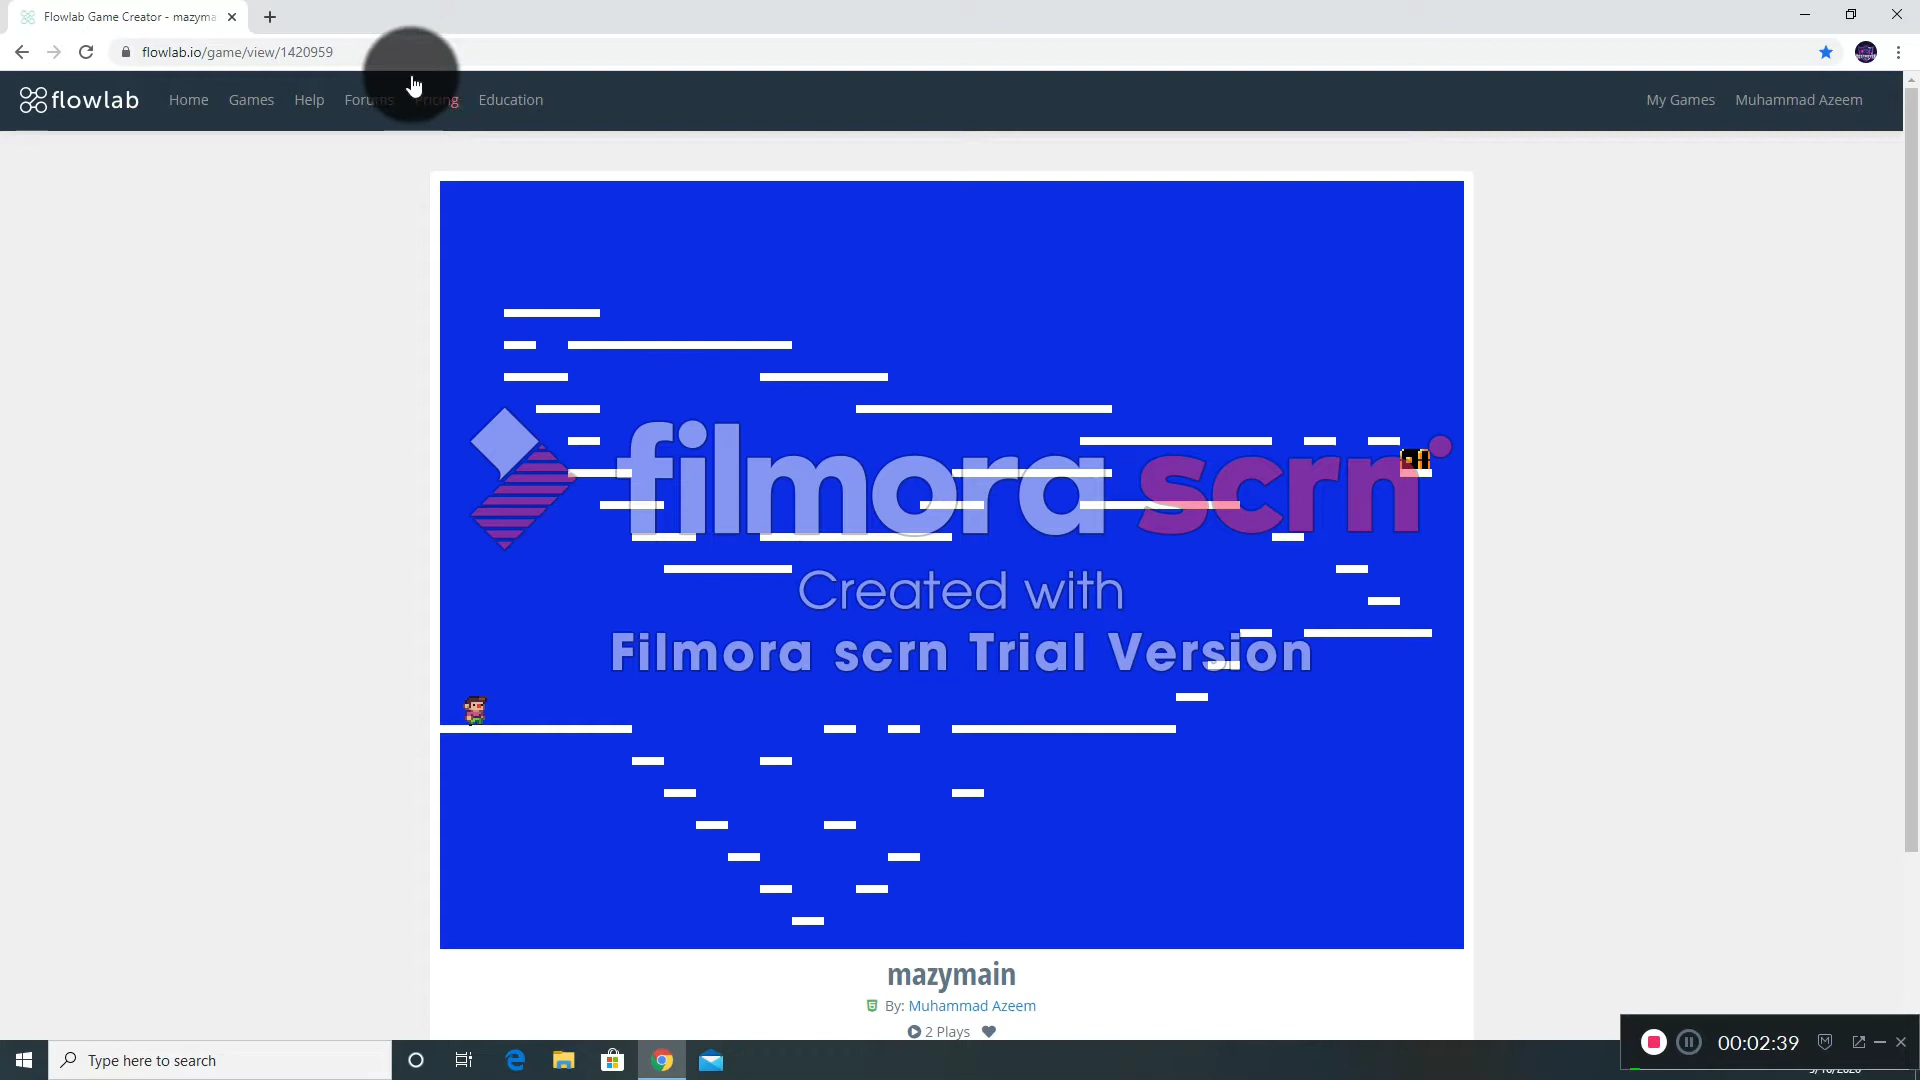 Flowlab Game Creator - mazyma
flowlab.io/game/view/1420959
flowlab Home Games Help Forums Pricing Education My Games Muhammad Azeem
filmora scrn
Created with
Filmora scrn Trial Version
mazymain
By: Muhammad Azeem
2 Plays
Type here to search
00:02:39